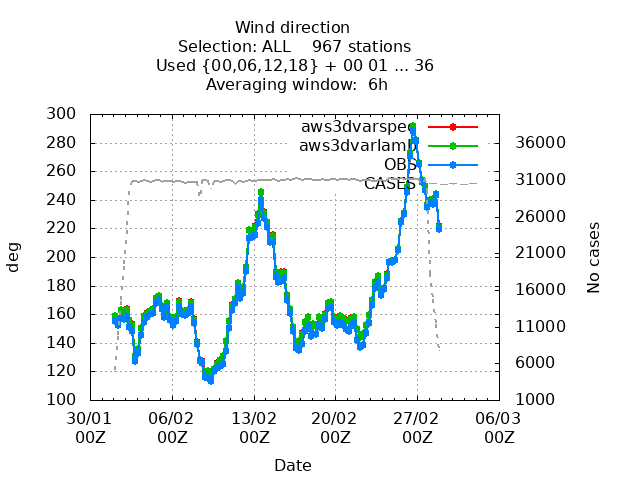 Wind direction
Selection: ALL 967 stations
Used {00,06,12,18} + 00 01 ... 36
Averaging window: 6h
aws3dvarspec
aws3dvarlamb
OBS
CASES
deg
300
280
260
240
220
200
180
160
140
120
100
No cases
36000
31000
26000
21000
16000
11000
6000
1000
30/01 06/02 13/02 20/02 27/02 06/03
00Z 00Z 00Z 00Z 00Z 00Z
Date